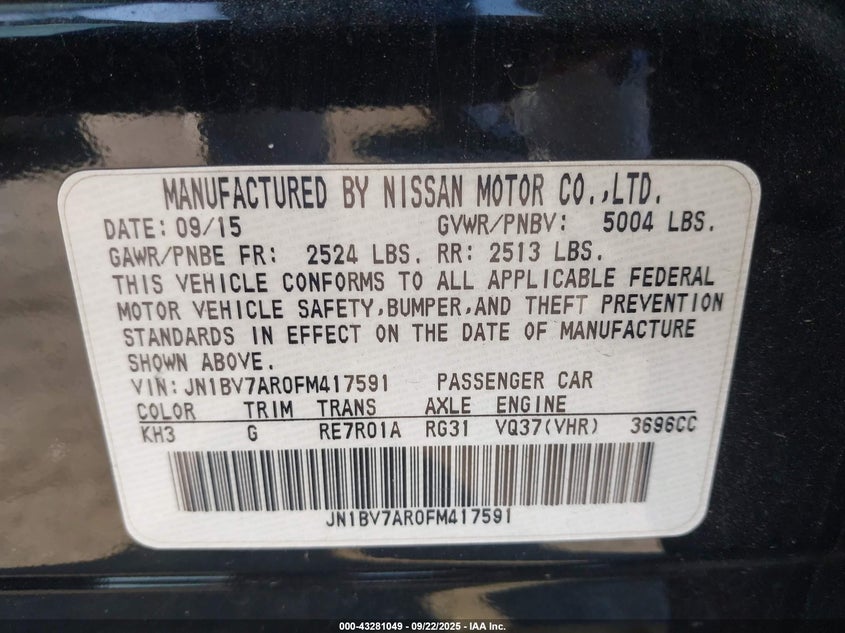 MANUFACTURED BY NISSAN MOTOR CO.,LTD.
DATE: 09/15 GVWR/PNBV: 5004 LBS.
GAWR/PNBE FR: 2524 LBS. RR: 2513 LBS.
THIS VEHICLE CONFORMS TO ALL APPLICABLE FEDERAL
MOTOR VEHICLE SAFETY,BUMPER,AND THEFT PREVENTION
STANDARDS IN EFFECT ON THE DATE OF MANUFACTURE
SHOWN ABOVE.
VIN: JN1BV7AR0FM417591 PASSENGER CAR
COLOR TRIM TRANS AXLE ENGINE
KH3 G RE7R01A RG31 VQ37(VHR) 3696CC
JN1BV7AR0FM417591
000-43281049 - 09/22/2025 - IAA Inc.